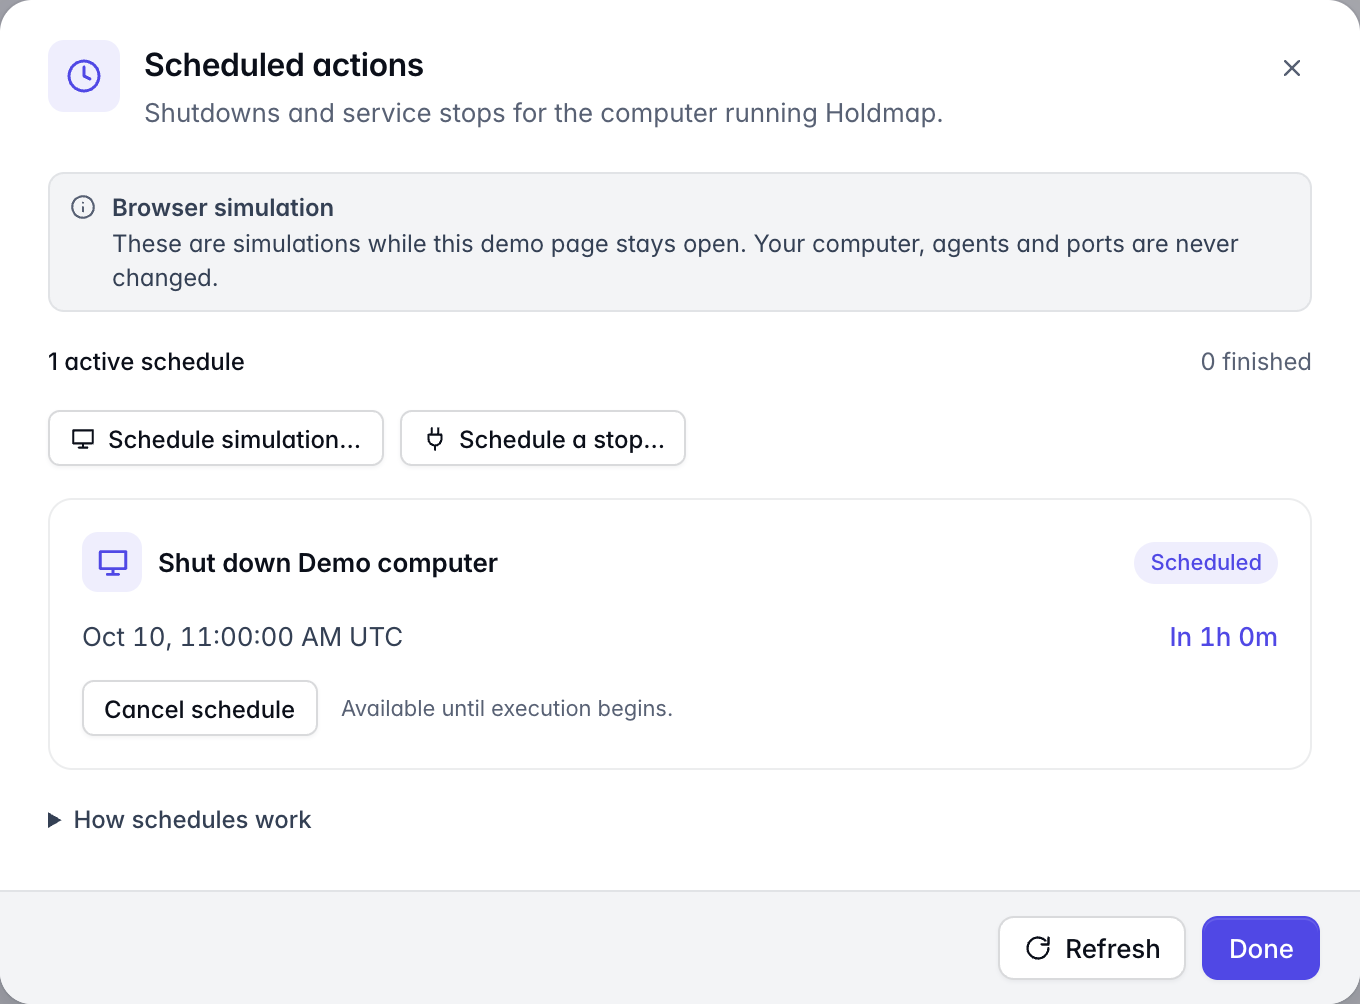 Scheduled actions
Shutdowns and service stops for the computer running Holdmap.
Browser simulation
These are simulations while this demo page stays open. Your computer, agents and ports are never
changed.
1 active schedule
0 finished
Schedule simulation...
Schedule a stop...
Shut down Demo computer
Scheduled
Oct 10, 11:00:00 AM UTC
In 1h 0m
Cancel schedule
Available until execution begins.
How schedules work
Refresh
Done